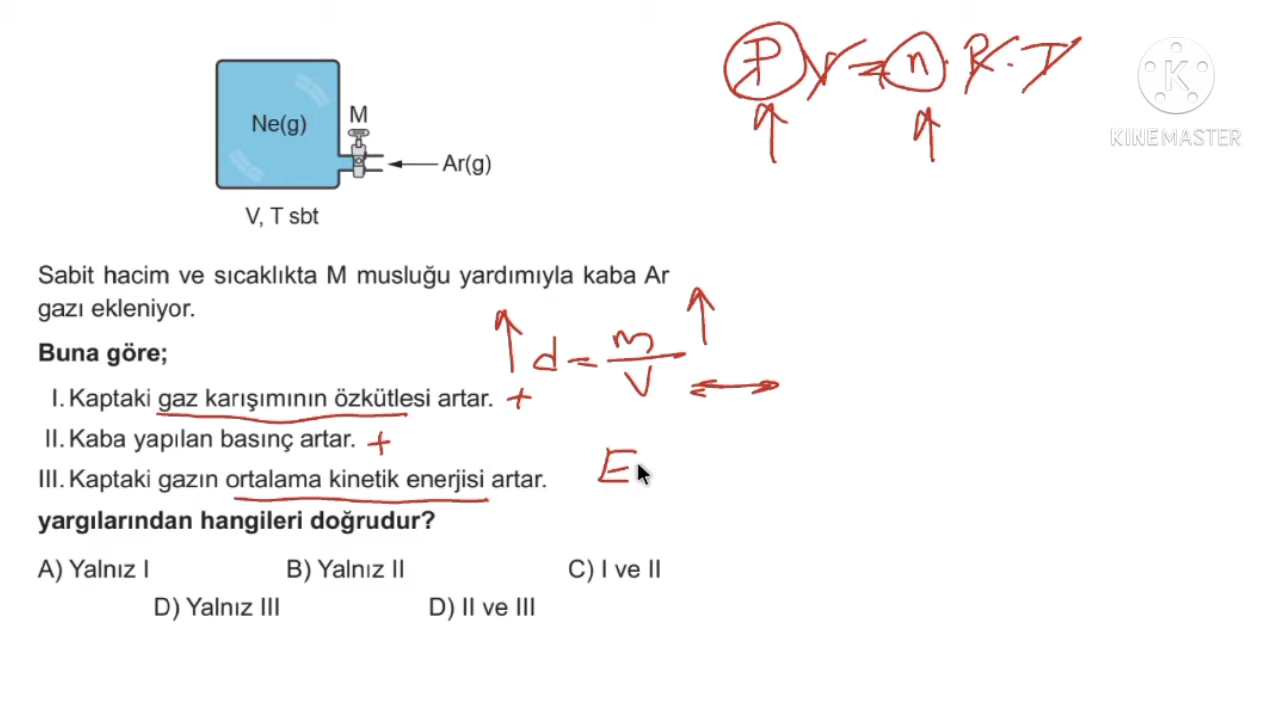 P V = n . R . T
K
KINEMASTER
Ne(g)
M
Ar(g)
V, T sbt
Sabit hacim ve sıcaklıkta M musluğu yardımıyla kaba Ar
gazı ekleniyor.
d = m
V
Buna göre;
I. Kaptaki gaz karışımının özkütlesi artar. +
II. Kaba yapılan basınç artar. +
III. Kaptaki gazın ortalama kinetik enerjisi artar.
E
yargılarından hangileri doğrudur?
A) Yalnız I B) Yalnız II C) I ve II
D) Yalnız III D) II ve III